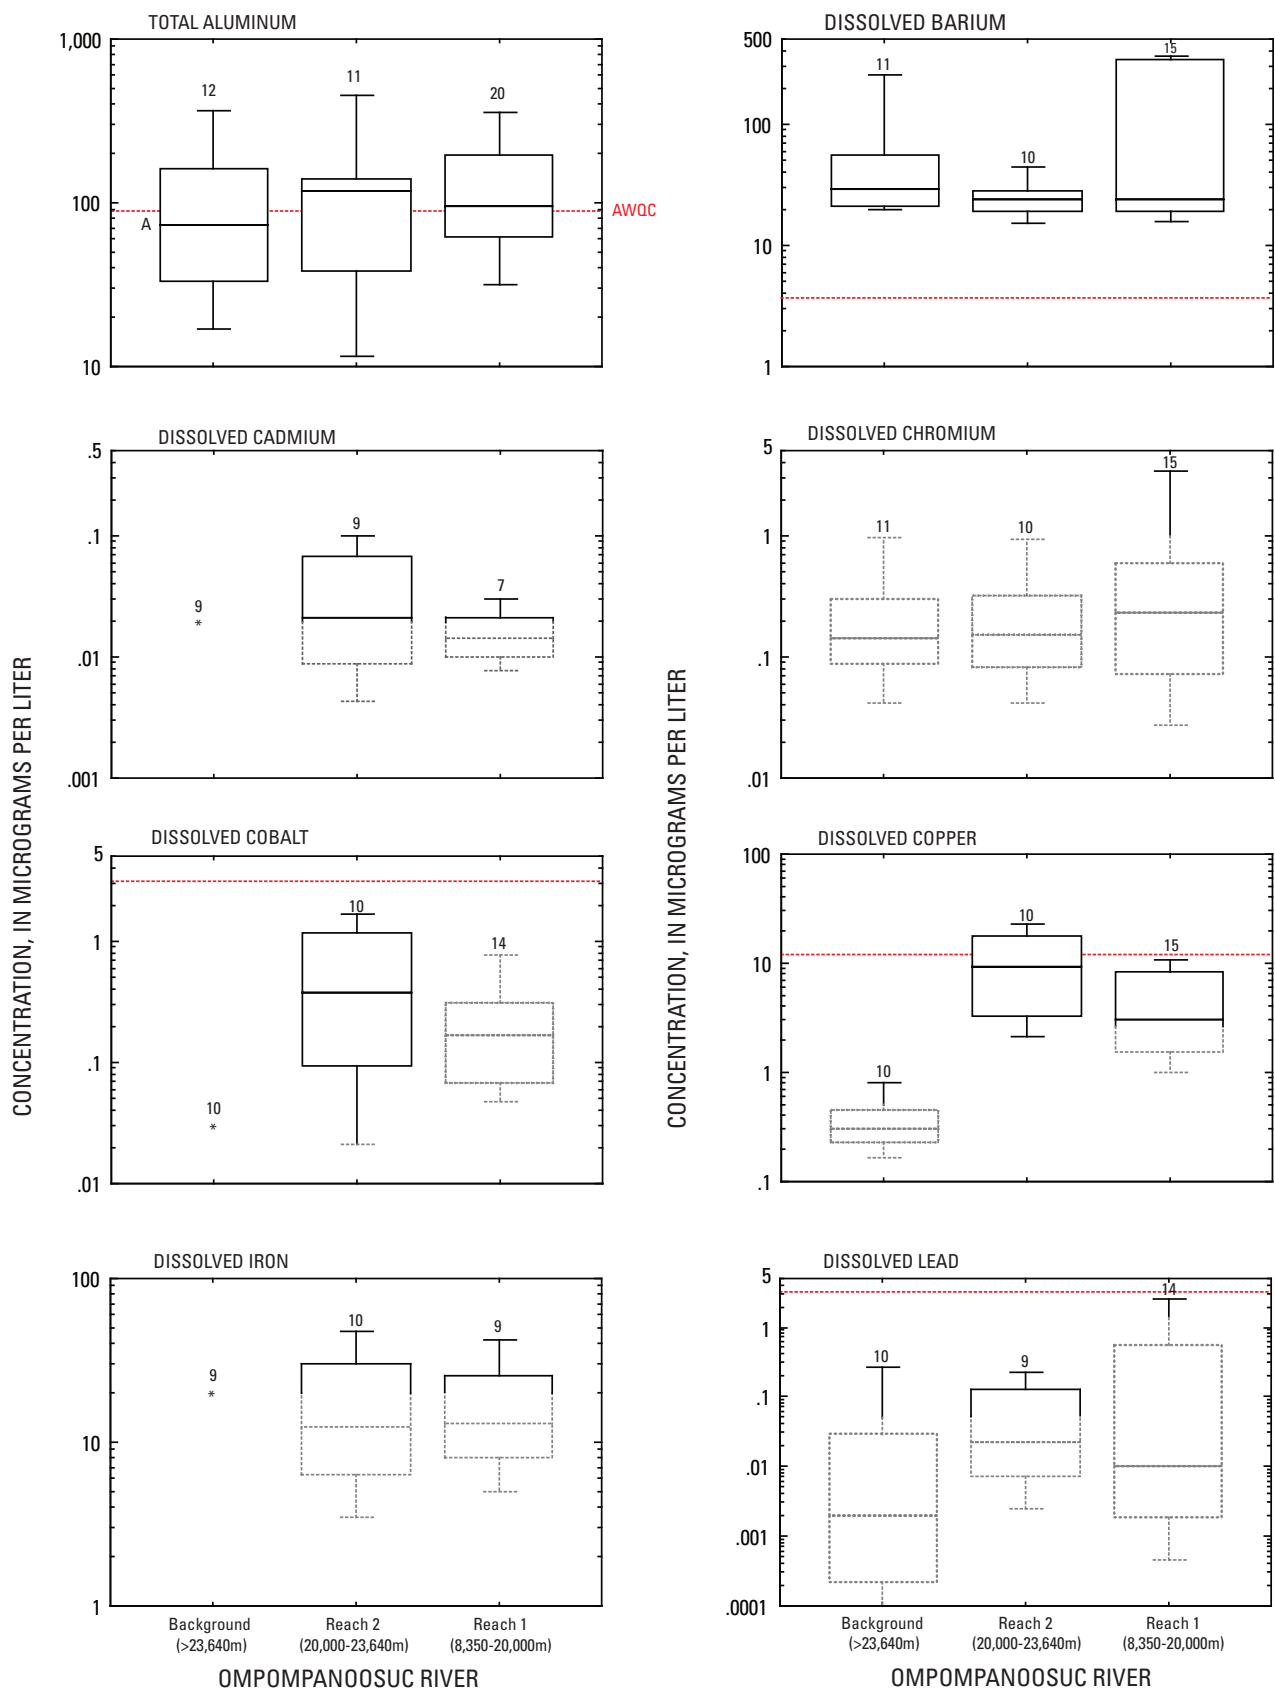 TOTAL ALUMINUM
1,000
100
10
12
11
20
A
AWQC
DISSOLVED BARIUM
500
100
10
1
11
10
15
DISSOLVED CADMIUM
.5
.1
.01
.001
9
*
9
7
DISSOLVED CHROMIUM
5
1
.1
.01
11
10
15
CONCENTRATION, IN MICROGRAMS PER LITER
CONCENTRATION, IN MICROGRAMS PER LITER
DISSOLVED COBALT
5
1
.1
.01
10
*
10
14
DISSOLVED COPPER
100
10
1
.1
10
10
15
DISSOLVED IRON
100
10
1
9
*
10
9
Background
(>23,640m)
Reach 2
(20,000-23,640m)
Reach 1
(8,350-20,000m)
OMPOMPANOOSUC RIVER
DISSOLVED LEAD
5
1
.1
.01
.001
.0001
10
9
14
Background
(>23,640m)
Reach 2
(20,000-23,640m)
Reach 1
(8,350-20,000m)
OMPOMPANOOSUC RIVER